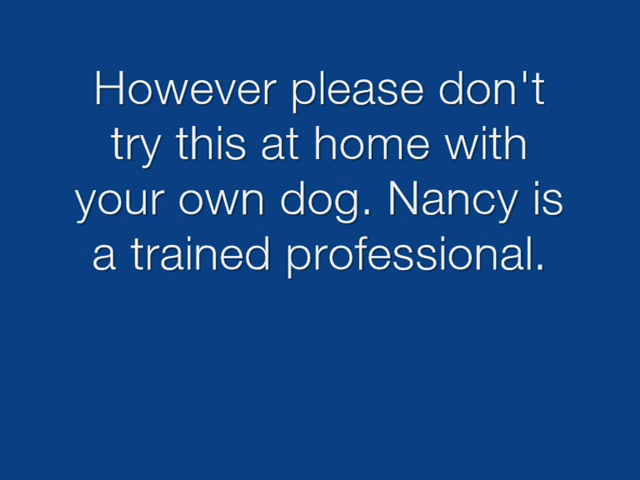 However please don't
try this at home with
your own dog. Nancy is
a trained professional.